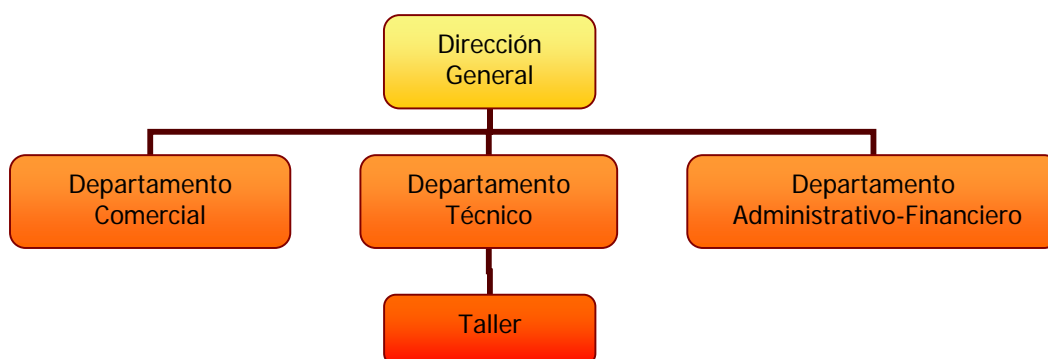 Dirección
General
Departamento
Comercial
Departamento
Técnico
Departamento
Administrativo-Financiero
Taller